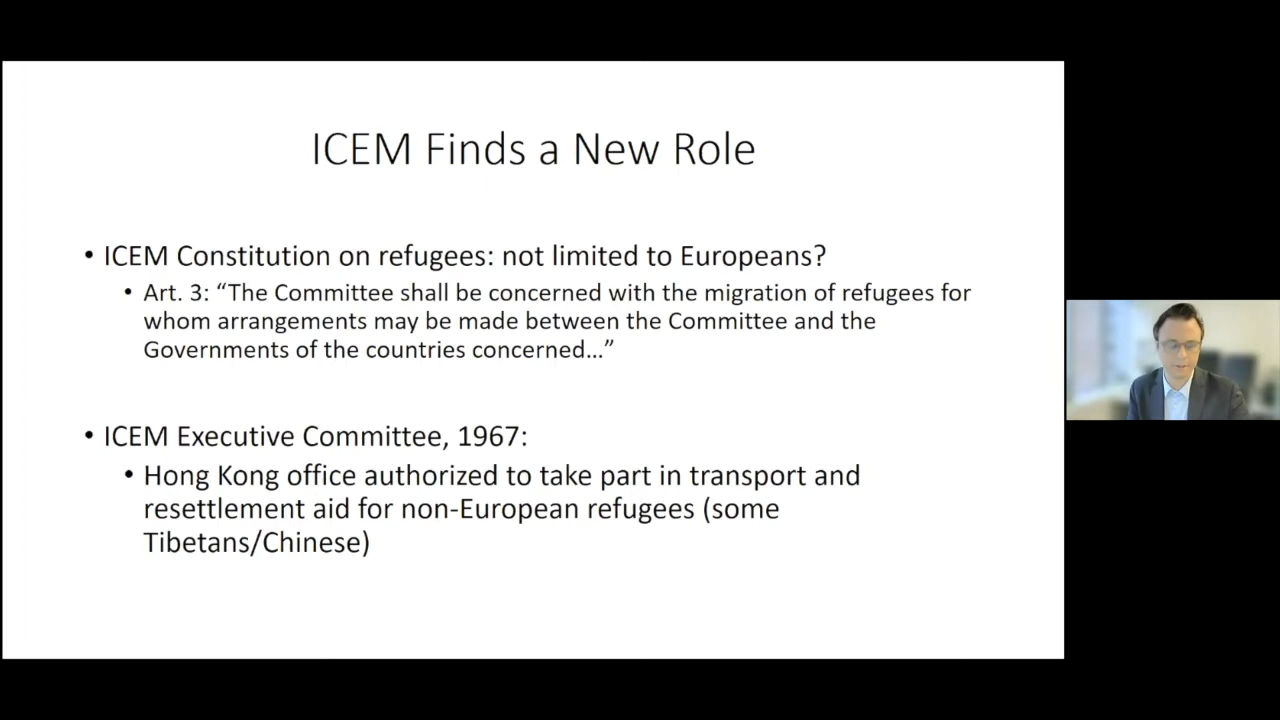 ICEM Finds a New Role
• ICEM Constitution on refugees: not limited to Europeans?
• Art. 3: “The Committee shall be concerned with the migration of refugees for
whom arrangements may be made between the Committee and the
Governments of the countries concerned…”
• ICEM Executive Committee, 1967:
• Hong Kong office authorized to take part in transport and
resettlement aid for non-European refugees (some
Tibetans/Chinese)